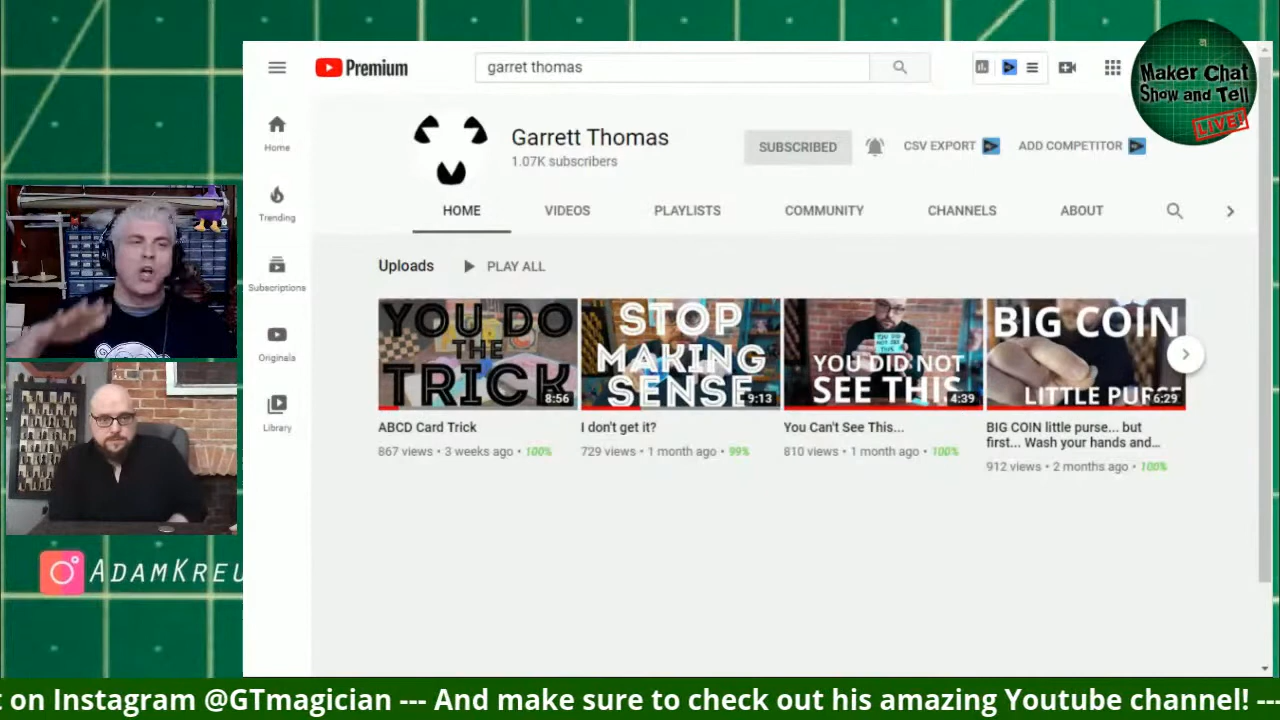 Premium
garret thomas
Maker Chat
Show and Tell
LIVE!
Home
Trending
Subscriptions
Originals
Library
Garrett Thomas
1.07K subscribers
SUBSCRIBED
CSV EXPORT
ADD COMPETITOR
HOME VIDEOS PLAYLISTS COMMUNITY CHANNELS ABOUT
Uploads PLAY ALL
YOU DO
THE
TRICK
8:56
STOP
MAKING
SENSE
9:13
YOU DID NOT
SEE THIS
4:39
BIG COIN
LITTLE PURSE
6:29
ABCD Card Trick
867 views • 3 weeks ago • 100%
I don't get it?
729 views • 1 month ago • 99%
You Can't See This...
810 views • 1 month ago • 100%
BIG COIN little purse... but
first... Wash your hands and...
912 views • 2 months ago • 100%
ADAMKREU
t on Instagram @GTmagician --- And make sure to check out his amazing Youtube channel! ---